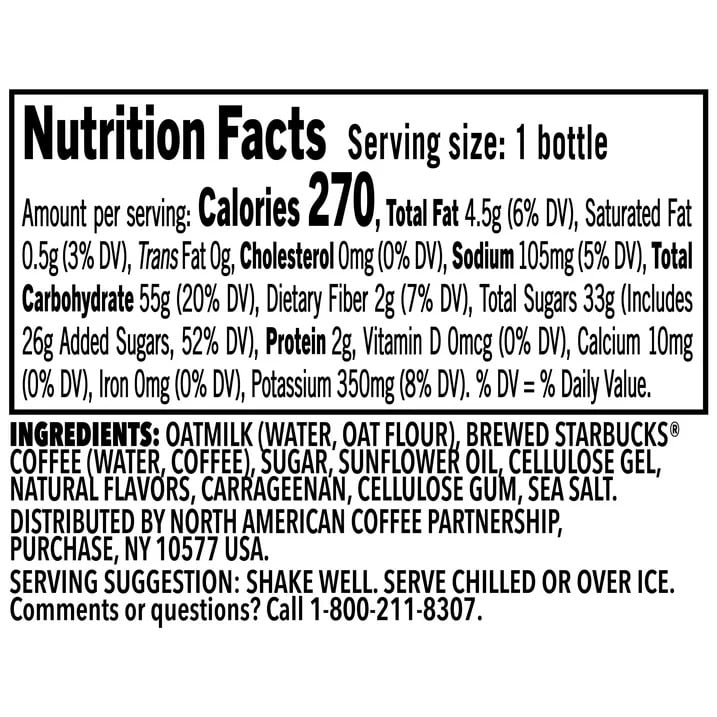 Nutrition Facts Serving size: 1 bottle
Amount per serving: Calories 270, Total Fat 4.5g (6% DV), Saturated Fat
0.5g (3% DV), Trans Fat 0g, Cholesterol 0mg (0% DV), Sodium 105mg (5% DV), Total
Carbohydrate 55g (20% DV), Dietary Fiber 2g (7% DV), Total Sugars 33g (Includes
26g Added Sugars, 52% DV), Protein 2g, Vitamin D 0mcg (0% DV), Calcium 10mg
(0% DV), Iron 0mg (0% DV), Potassium 350mg (8% DV). % DV = % Daily Value.
INGREDIENTS: OATMILK (WATER, OAT FLOUR), BREWED STARBUCKS®
COFFEE (WATER, COFFEE), SUGAR, SUNFLOWER OIL, CELLULOSE GEL,
NATURAL FLAVORS, CARRAGEENAN, CELLULOSE GUM, SEA SALT.
DISTRIBUTED BY NORTH AMERICAN COFFEE PARTNERSHIP,
PURCHASE, NY 10577 USA.
SERVING SUGGESTION: SHAKE WELL. SERVE CHILLED OR OVER ICE.
Comments or questions? Call 1-800-211-8307.